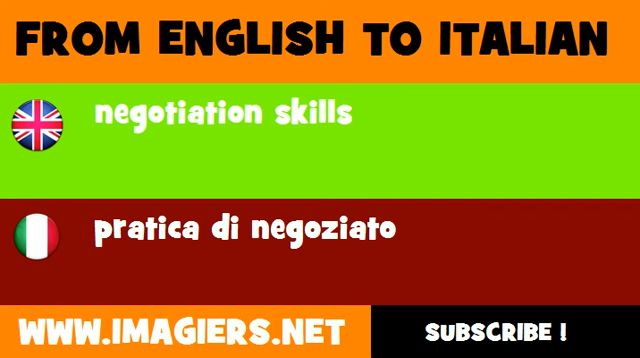 FROM ENGLISH TO ITALIAN
negotiation skills
pratica di negoziato
WWW.IMAGIERS.NET
SUBSCRIBE !